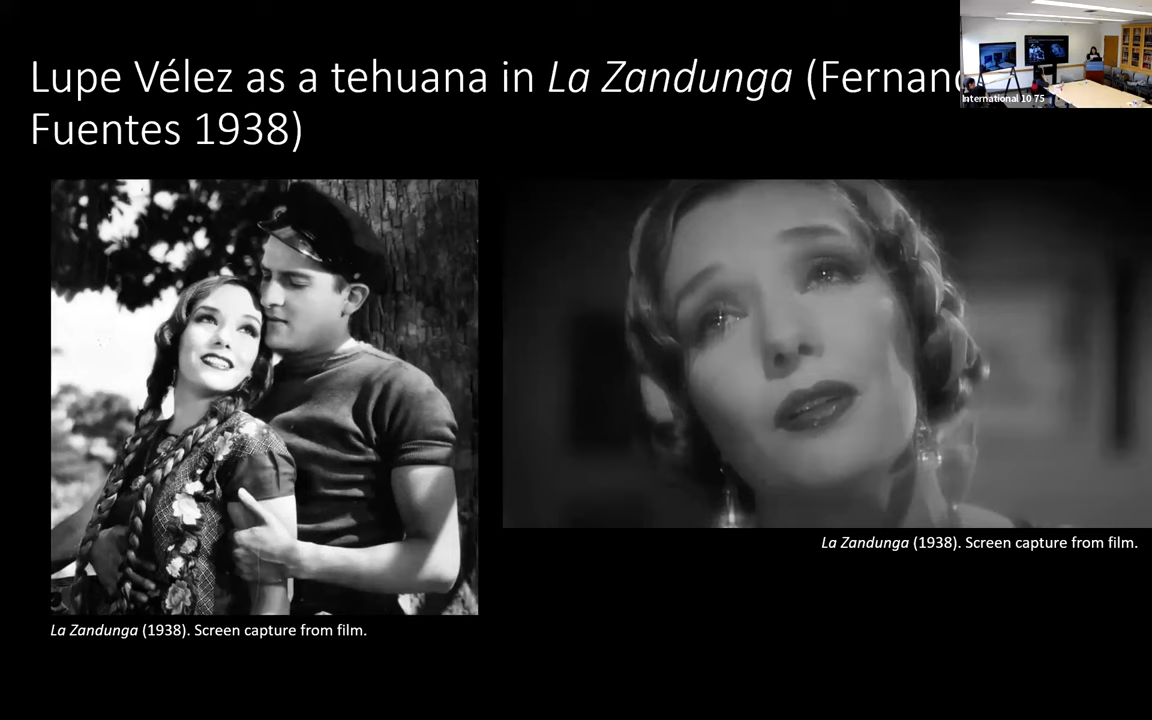 Lupe Vélez as a tehuana in La Zandunga (Fernand
Fuentes 1938)
International 10 75
La Zandunga (1938). Screen capture from film.
La Zandunga (1938). Screen capture from film.